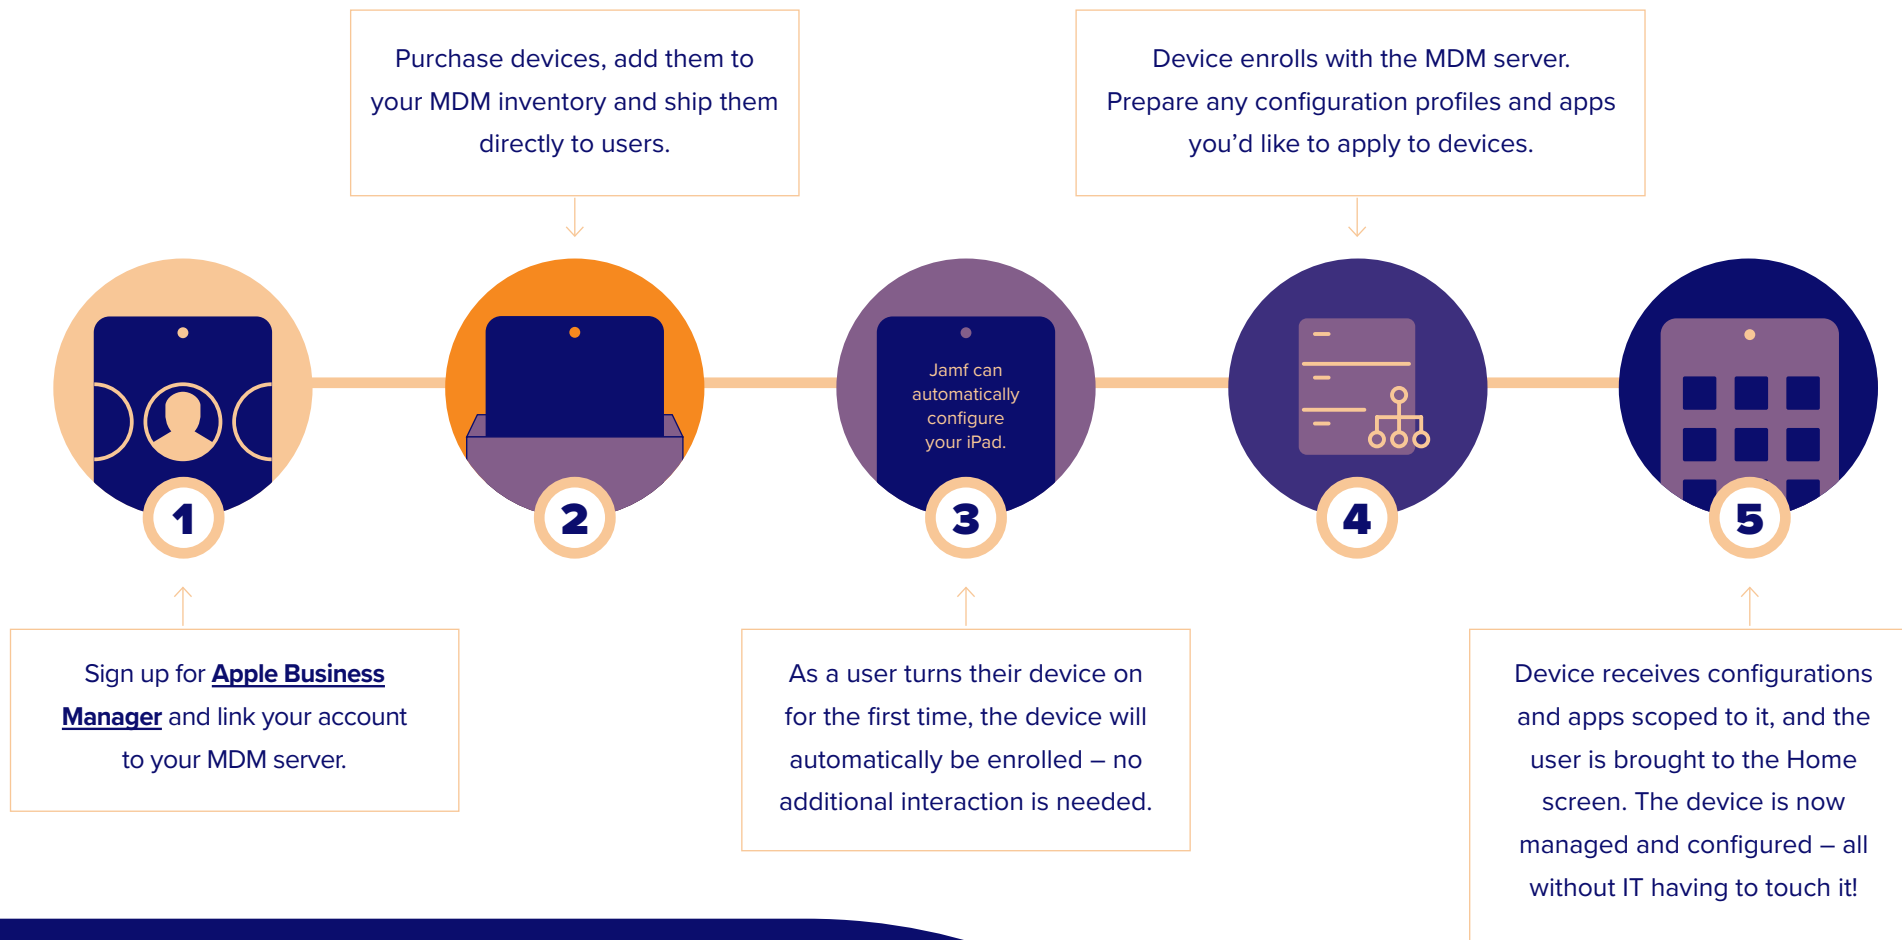 Purchase devices, add them to
your MDM inventory and ship them
directly to users.
Device enrolls with the MDM server.
Prepare any configuration profiles and apps
you’d like to apply to devices.
Jamf can
automatically
configure
your iPad.
1
2
3
4
5
Sign up for Apple Business
Manager and link your account
to your MDM server.
As a user turns their device on
for the first time, the device will
automatically be enrolled – no
additional interaction is needed.
Device receives configurations
and apps scoped to it, and the
user is brought to the Home
screen. The device is now
managed and configured – all
without IT having to touch it!